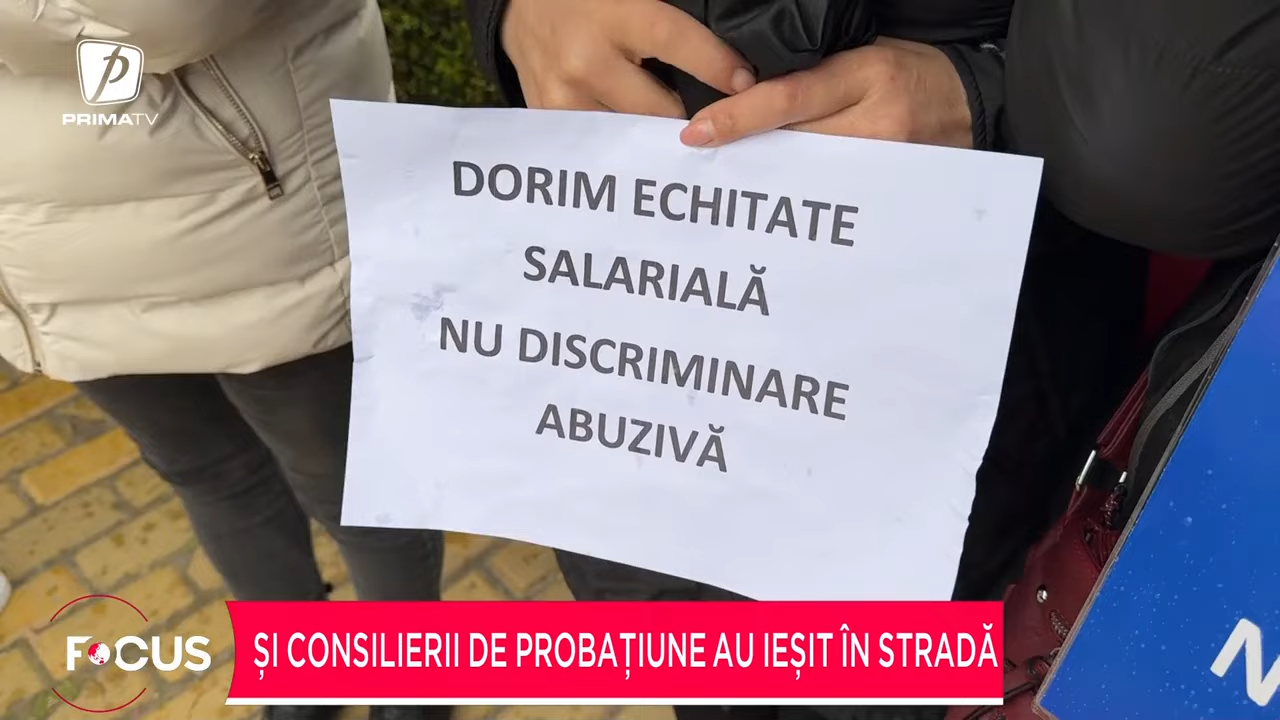 PRIMATV
DORIM ECHITATE
SALARIALĂ
NU DISCRIMINARE
ABUZIVĂ
FOCUS
ȘI CONSILIERII DE PROBAȚIUNE AU IEȘIT ÎN STRADĂ